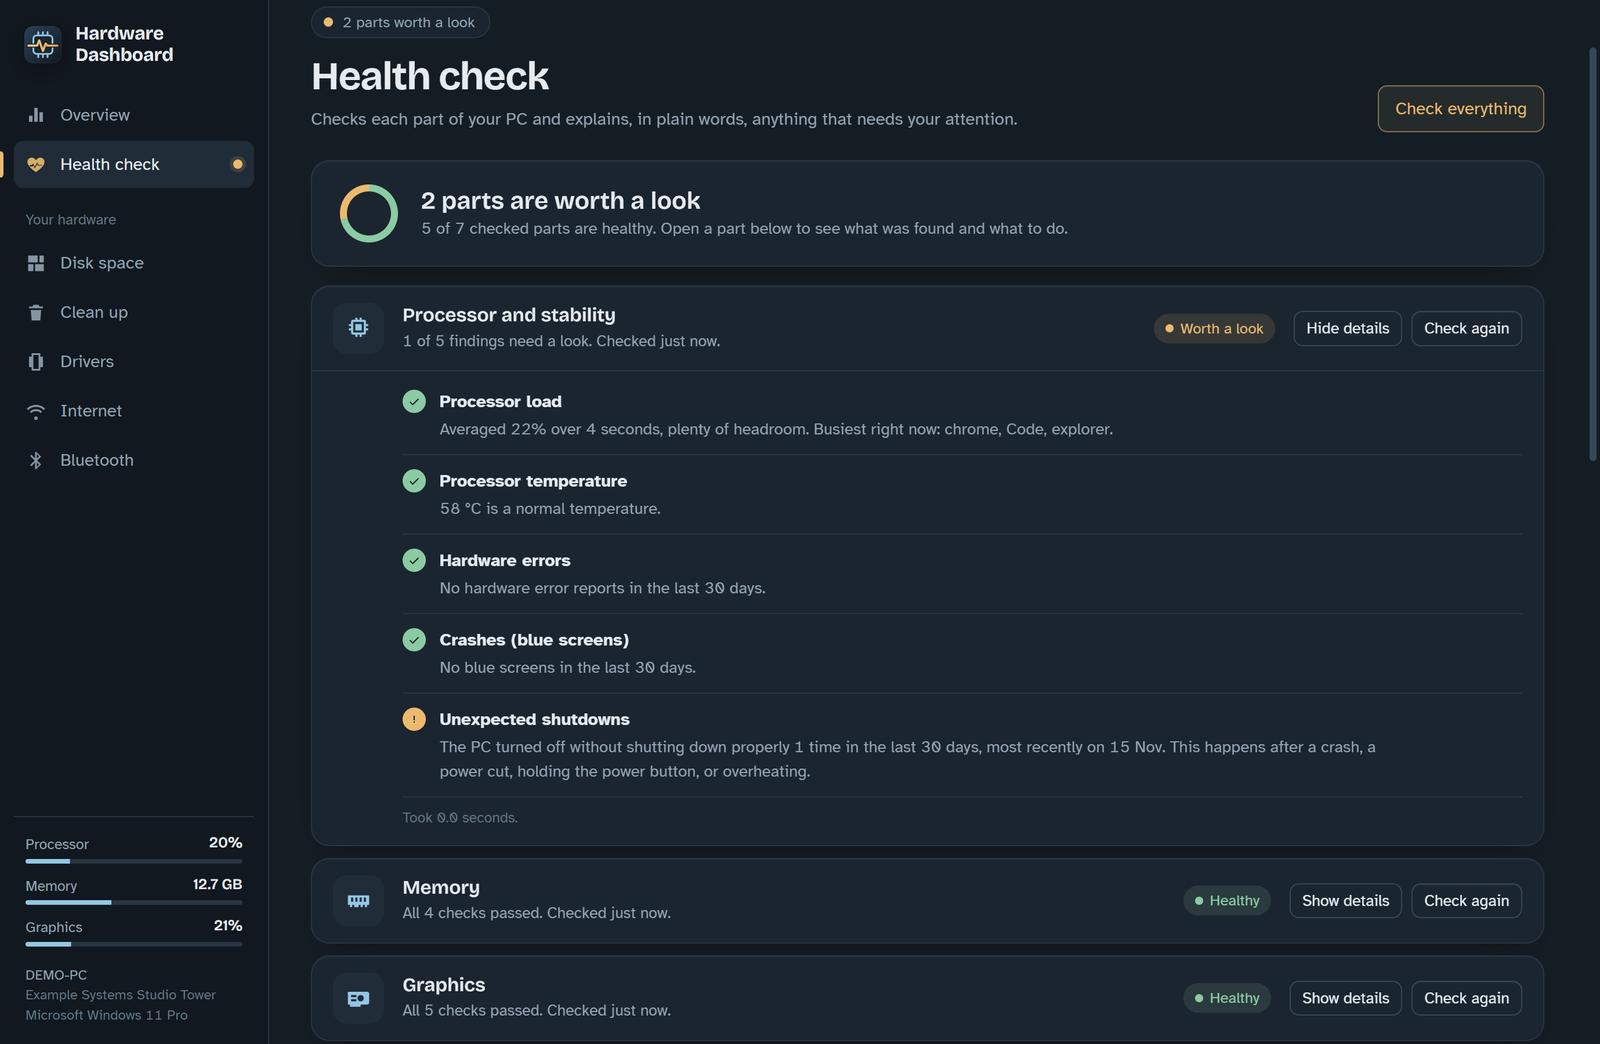 Hardware
Dashboard
Overview
Health check
Your hardware
Disk space
Clean up
Drivers
Internet
Bluetooth
Processor 20%
Memory 12.7 GB
Graphics 21%
DEMO-PC
Example Systems Studio Tower
Microsoft Windows 11 Pro
2 parts worth a look
Health check
Checks each part of your PC and explains, in plain words, anything that needs your attention.
Check everything
2 parts are worth a look
5 of 7 checked parts are healthy. Open a part below to see what was found and what to do.
Processor and stability
1 of 5 findings need a look. Checked just now.
Worth a look
Hide details
Check again
Processor load
Averaged 22% over 4 seconds, plenty of headroom. Busiest right now: chrome, Code, explorer.
Processor temperature
58 °C is a normal temperature.
Hardware errors
No hardware error reports in the last 30 days.
Crashes (blue screens)
No blue screens in the last 30 days.
Unexpected shutdowns
The PC turned off without shutting down properly 1 time in the last 30 days, most recently on 15 Nov. This happens after a crash, a
power cut, holding the power button, or overheating.
Took 0.0 seconds.
Memory
All 4 checks passed. Checked just now.
Healthy
Show details
Check again
Graphics
All 5 checks passed. Checked just now.
Healthy
Show details
Check again